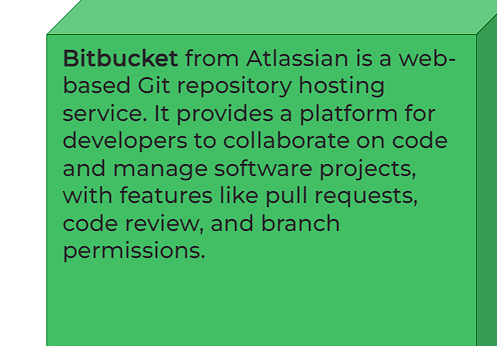 Bitbucket from Atlassian is a web-
based Git repository hosting
service. It provides a platform for
developers to collaborate on code
and manage software projects,
with features like pull requests,
code review, and branch
permissions.